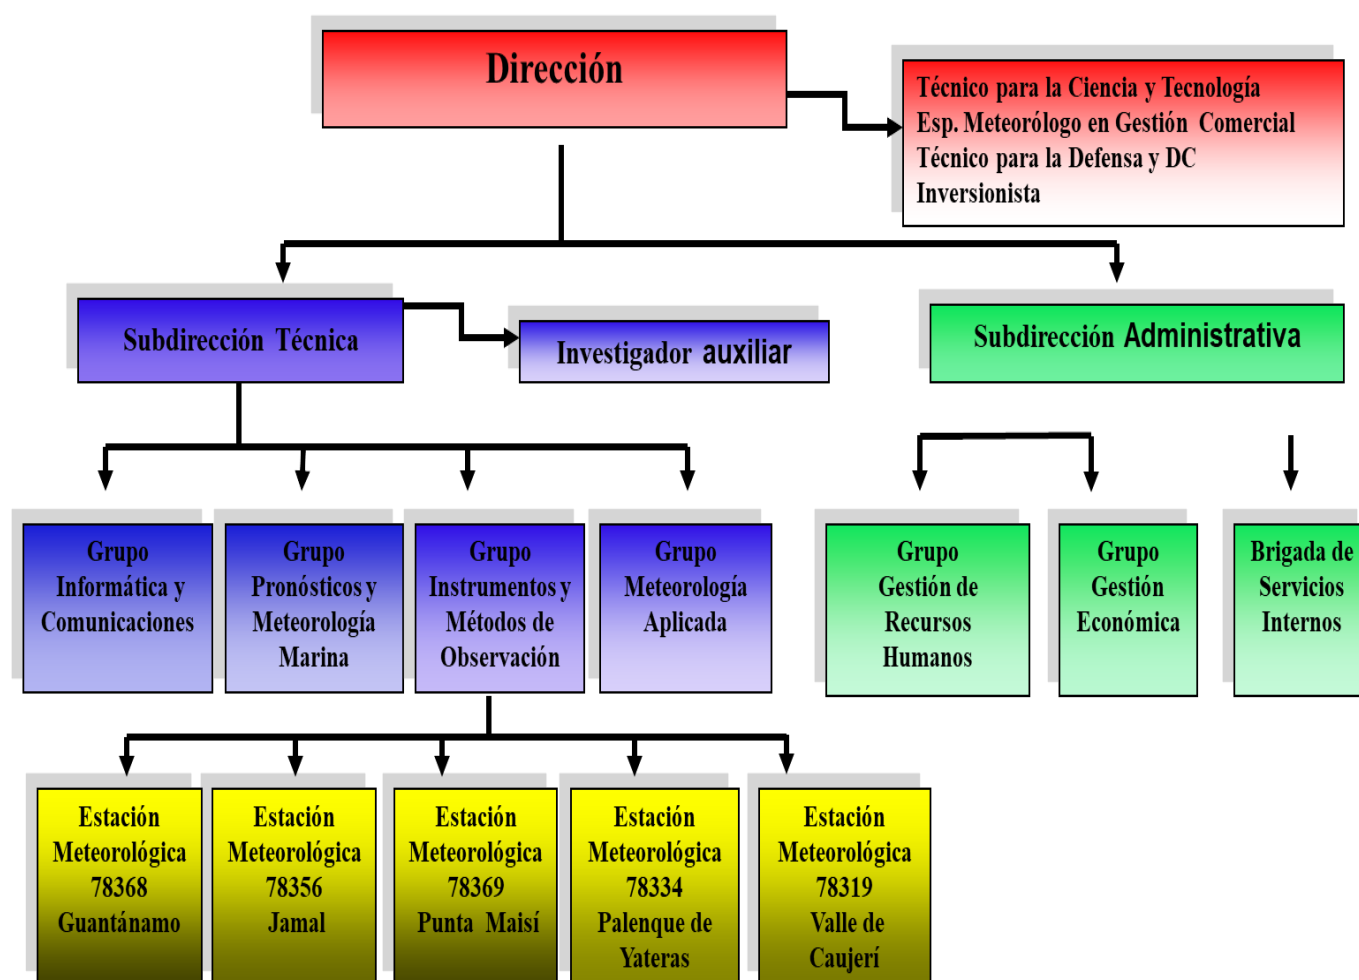 Dirección
Técnico para la Ciencia y Tecnología
Esp. Meteorólogo en Gestión Comercial
Técnico para la Defensa y DC
Inversionista
Subdirección Técnica
Investigador auxiliar
Subdirección Administrativa
Grupo
Informática y
Comunicaciones
Grupo
Pronósticos y
Meteorología
Marina
Grupo
Instrumentos y
Métodos de
Observación
Grupo
Meteorología
Aplicada
Grupo
Gestión de
Recursos
Humanos
Grupo
Gestión
Económica
Brigada de
Servicios
Internos
Estación
Meteorológica
78368
Guantánamo
Estación
Meteorológica
78356
Jamal
Estación
Meteorológica
78369
Punta Maisí
Estación
Meteorológica
78334
Palenque de
Yateras
Estación
Meteorológica
78319
Valle de
Caujerí